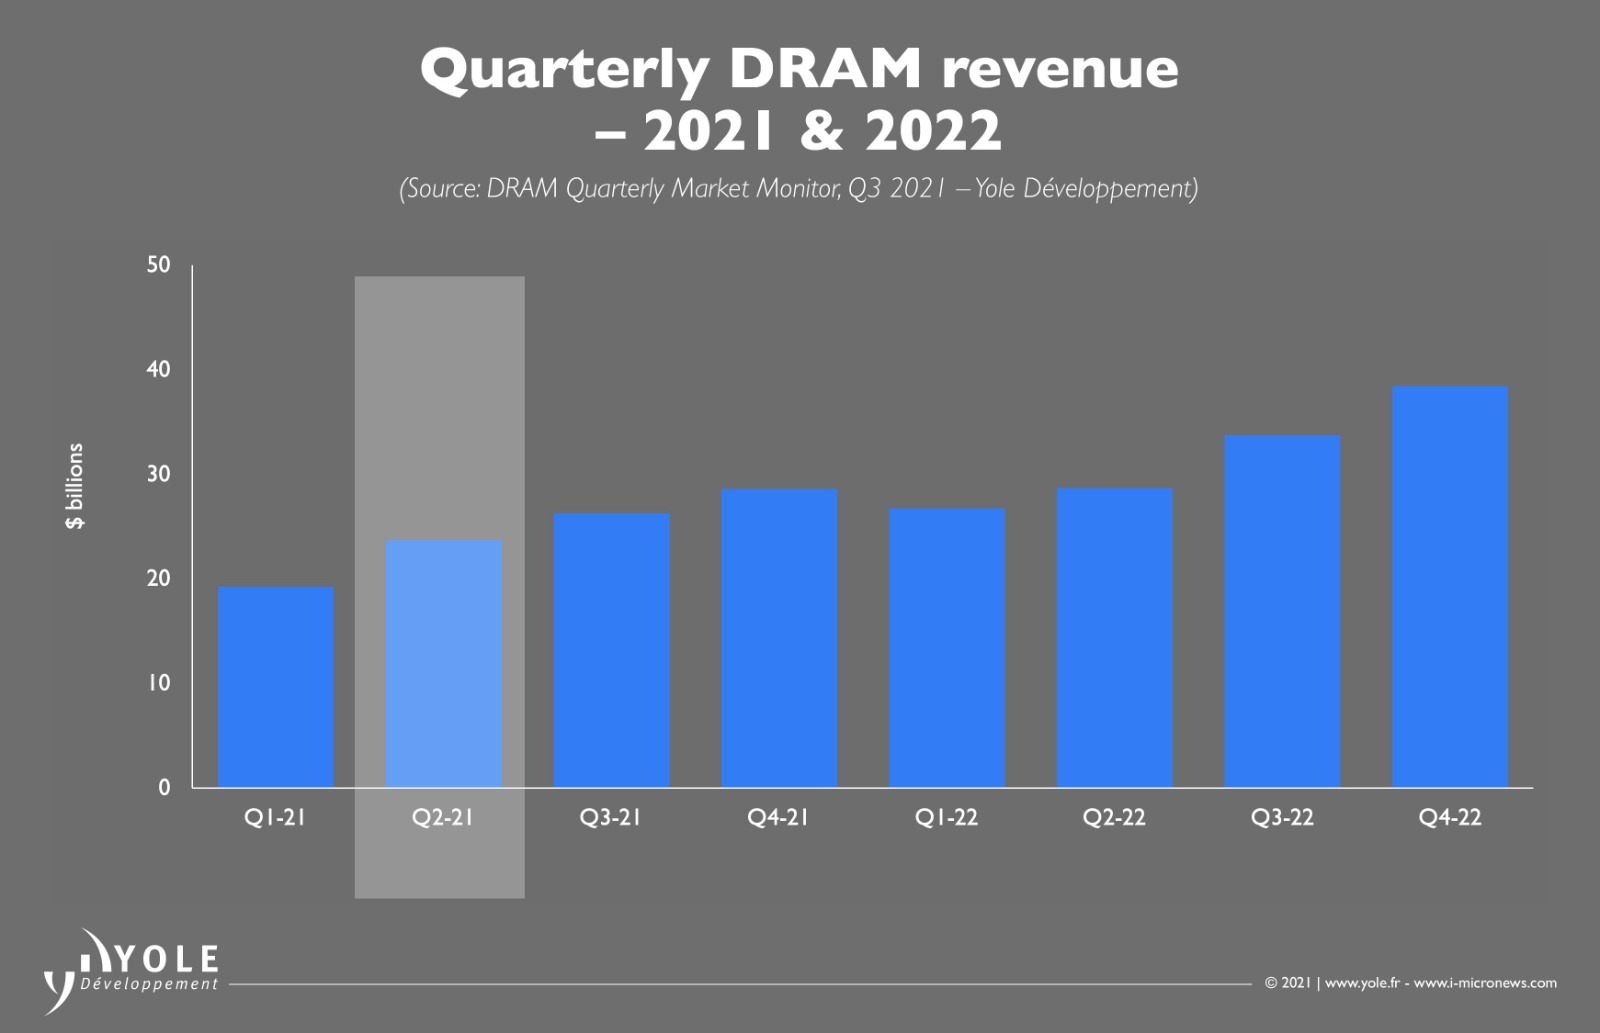 Quarterly DRAM revenue
– 2021 & 2022
(Source: DRAM Quarterly Market Monitor, Q3 2021 – Yole Développement)
50
40
30
20
10
0
$ billions
Q1-21 Q2-21 Q3-21 Q4-21 Q1-22 Q2-22 Q3-22 Q4-22
YOLE
Développement
© 2021 | www.yole.fr - www.i-micronews.com